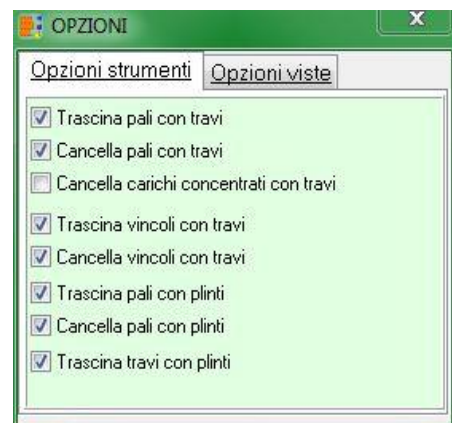 OPZIONI
X
Opzioni strumenti
Opzioni viste
Trascina pali con travi
Cancella pali con travi
Cancella carichi concentrati con travi
Trascina vincoli con travi
Cancella vincoli con travi
Trascina pali con plinti
Cancella pali con plinti
Trascina travi con plinti